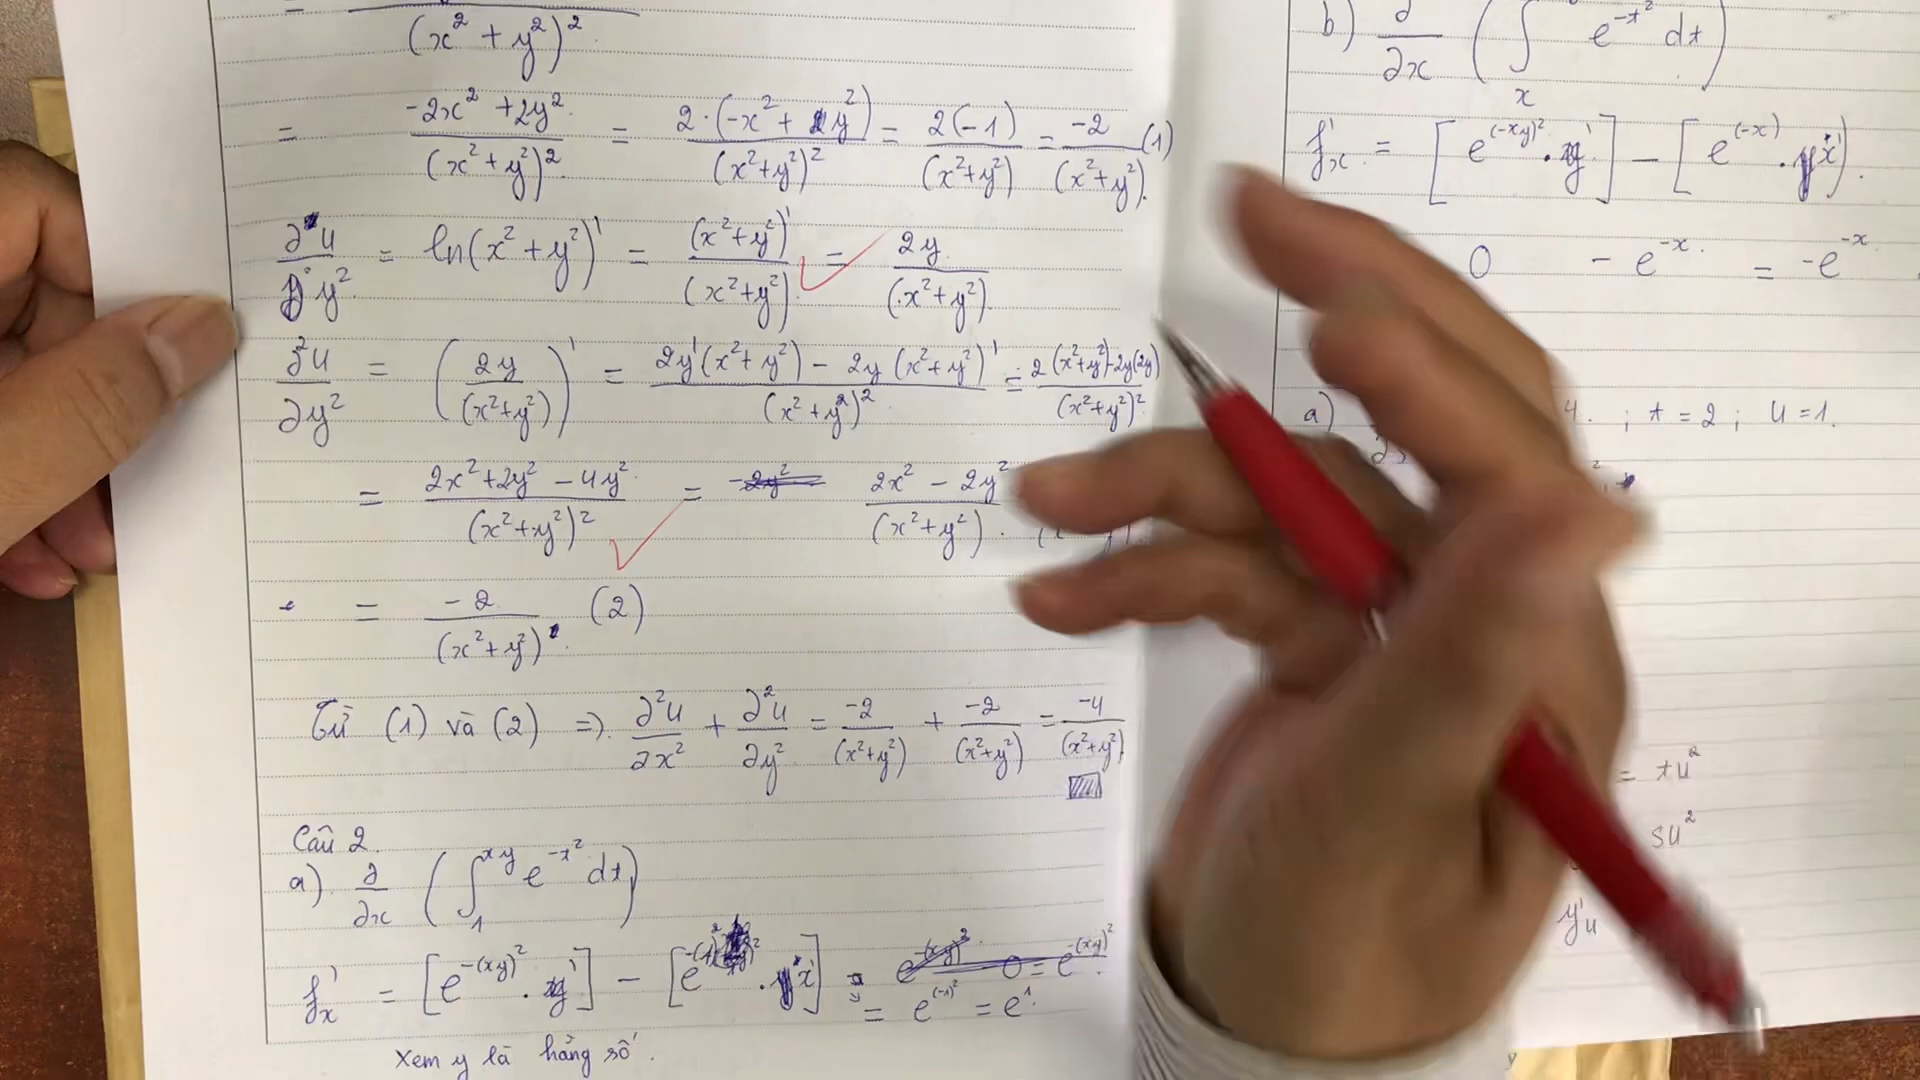 = (x² + y²)²
= (-2x² + 2y²)/(x² + y²)² = 2·(-x² + y²)/(x²+y²)² = 2(-1)/(x²+y²) = -2/(x²+y²). (1)
∂u/y² = ln(x² + y²)' = (x²+y²)'/(x²+y²) = 2y/(x²+y²).
∂²u/∂y² = (2y/(x²+y²))' = (2y'(x²+y²) - 2y(x²+y²)')/(x²+y²)² = (2(x²+y²)-2y(2y))/(x²+y²)²
= (2x²+2y² - 4y²)/(x²+y²)² = (2x² - 2y²)/(x²+y²).
= -2/(x²+y²). (2)
Từ (1) và (2) => ∂²u/∂x² + ∂²u/∂y² = -2/(x²+y²) + -2/(x²+y²) = -4/(x²+y²)
Câu 2.
a) ∂/∂x (∫₁^xy e^-t² dt)
f'x = [e^-(xy)² . y'] - [e . x']
= e^(-1)² = e¹.
Xem y là hằng số.
b) ∂/∂x (∫ₓ e^-t² dt)
f'x = [e^(-xy)² . y'] - [e^(-x) . x'].
0 - e^-x. = -e^-x.
a) 4. ; t = 2 ; u = 1.
= tu²
su²
y'u